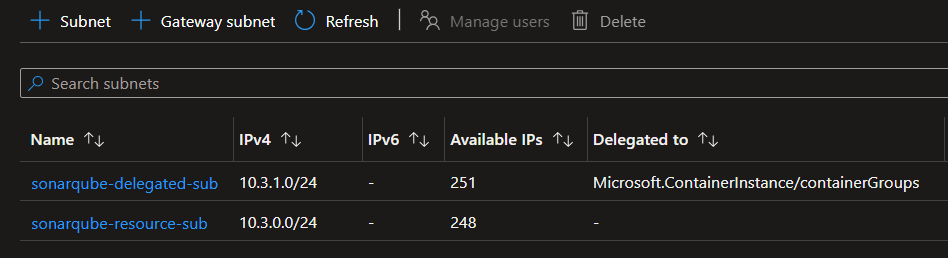 Subnet Gateway subnet Refresh Manage users Delete
Search subnets
Name IPv4 IPv6 Available IPs Delegated to
sonarqube-delegated-sub 10.3.1.0/24 - 251 Microsoft.ContainerInstance/containerGroups
sonarqube-resource-sub 10.3.0.0/24 - 248 -